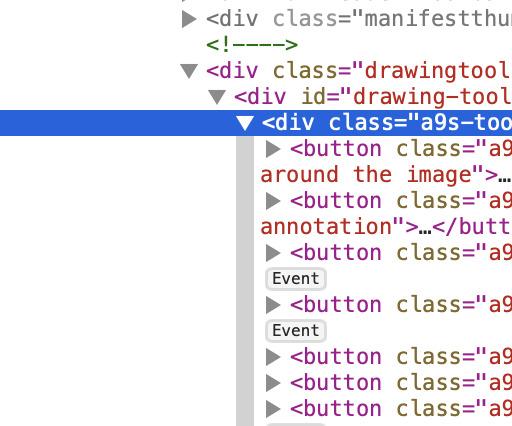 <div class="manifestthu
<!---->
<div class="drawingtool
<div id="drawing-tool
<div class="a9s-too
<button class="a9
around the image">…
<button class="a9
annotation">…</butt
<button class="a9
Event
<button class="a9
Event
<button class="a9
<button class="a9
<button class="a9